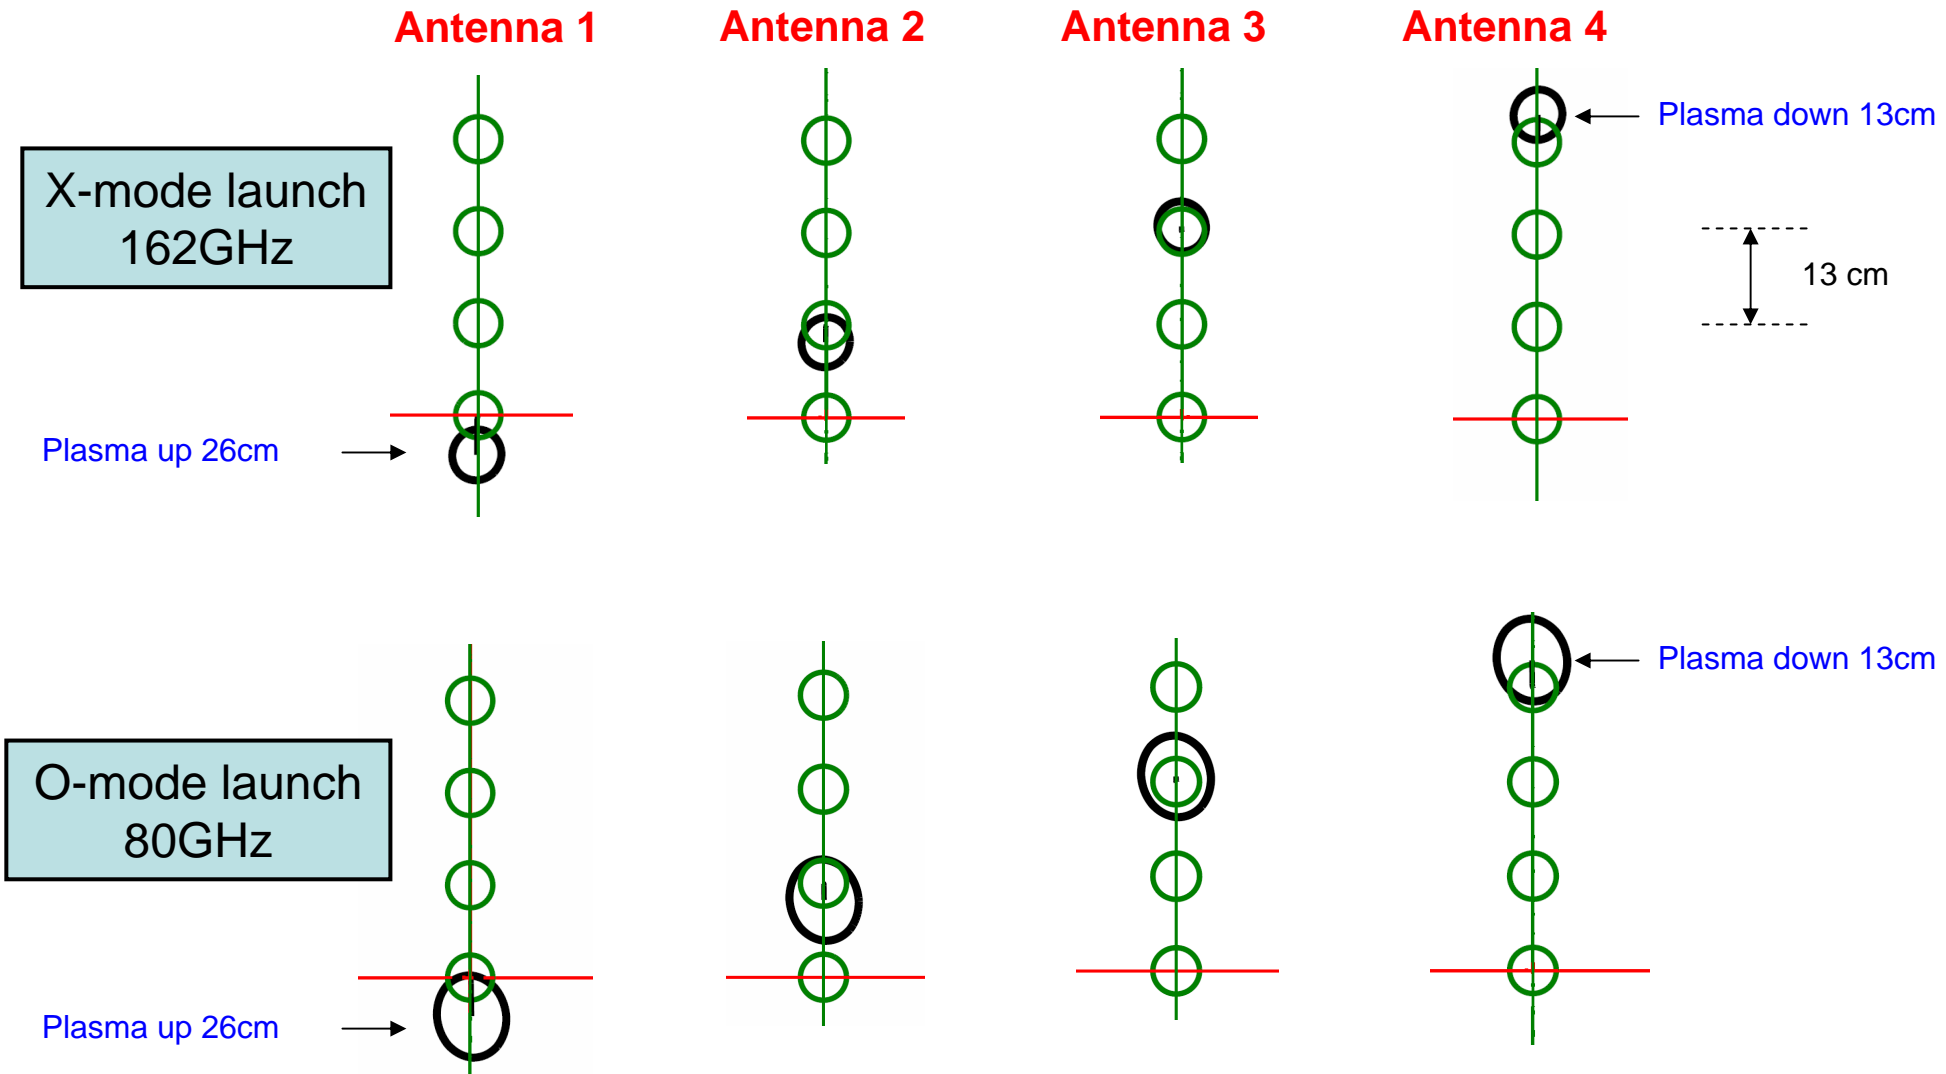 Antenna 1
Antenna 2
Antenna 3
Antenna 4
Plasma down 13cm
X-mode launch
162GHz
13 cm
Plasma up 26cm
Plasma down 13cm
O-mode launch
80GHz
Plasma up 26cm